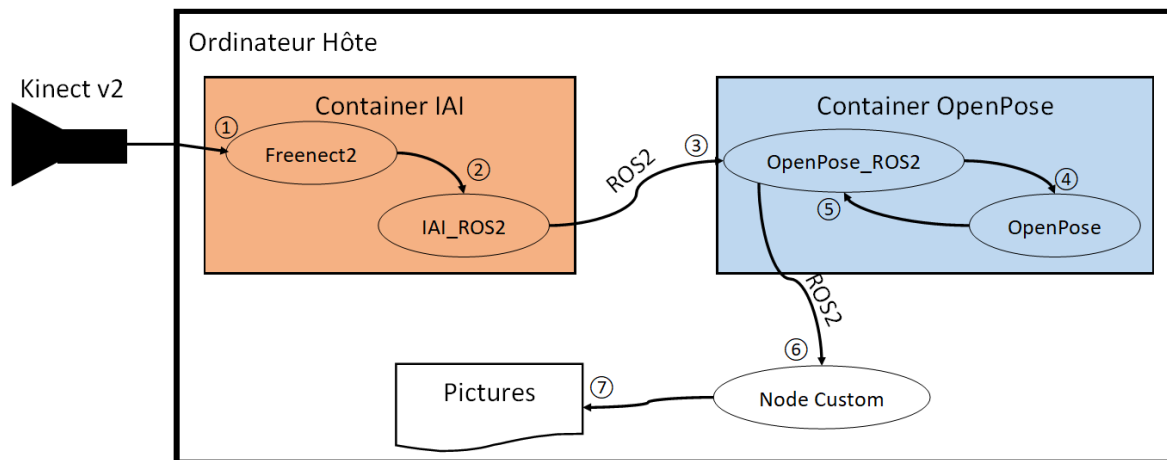 Ordinateur Hôte
Kinect v2
Container IAI
Container OpenPose
①
Freenect2
②
IAI_ROS2
ROS2
③
OpenPose_ROS2
④
⑤
OpenPose
ROS2
⑥
Node Custom
⑦
Pictures